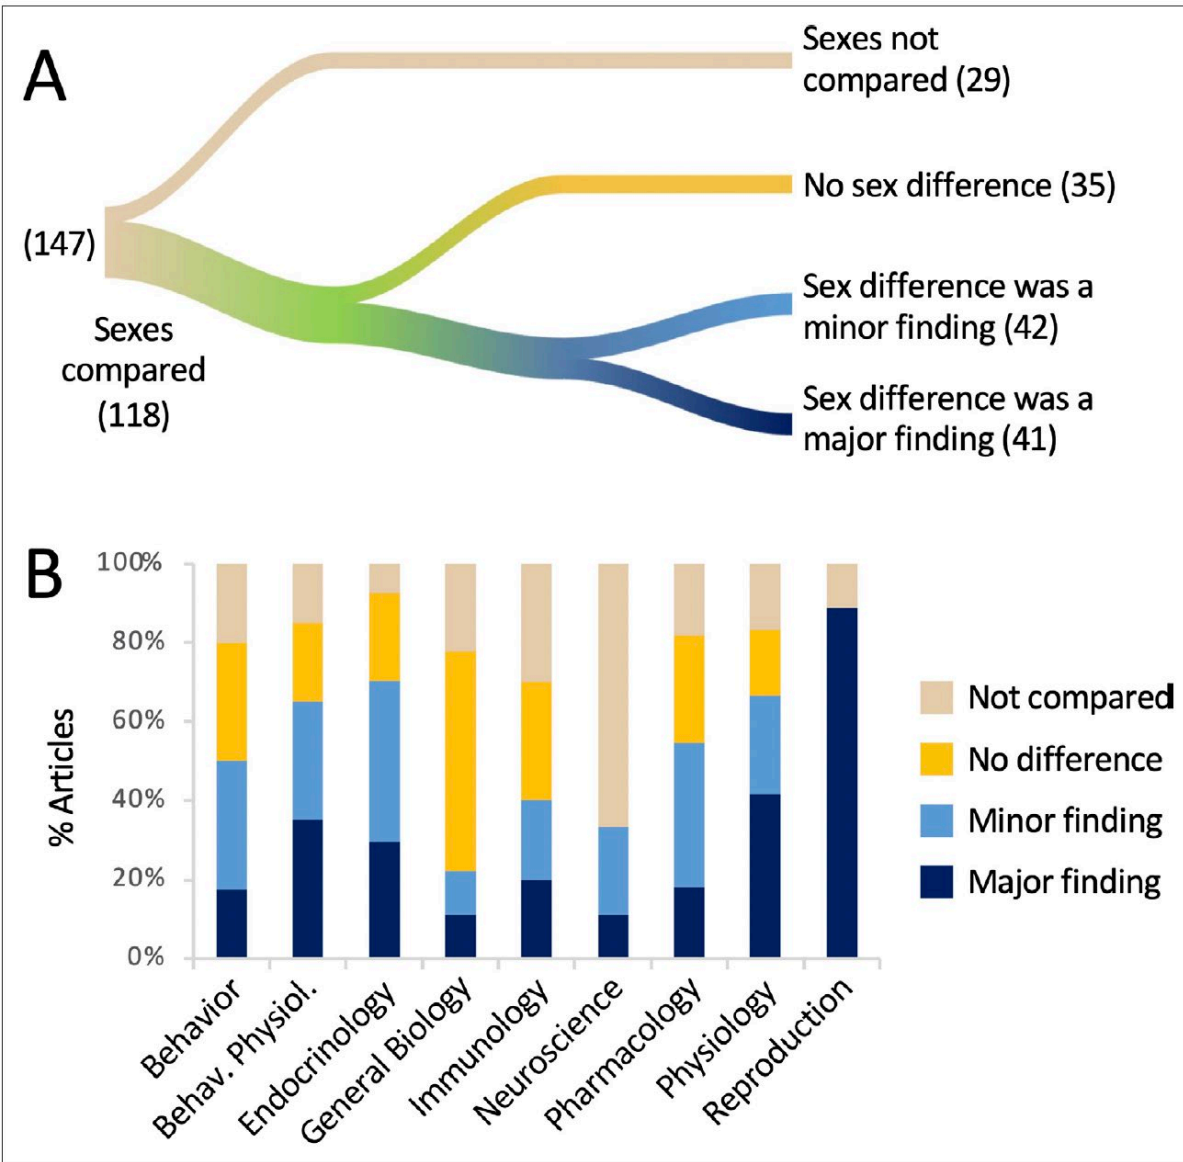 A
Sexes not
compared (29)
No sex difference (35)
(147)
Sexes
compared
(118)
Sex difference was a
minor finding (42)
Sex difference was a
major finding (41)
B
100%
80%
60%
40%
20%
0%
% Articles
Behavior
Behav. Physiol.
Endocrinology
General Biology
Immunology
Neuroscience
Pharmacology
Physiology
Reproduction
Not compared
No difference
Minor finding
Major finding